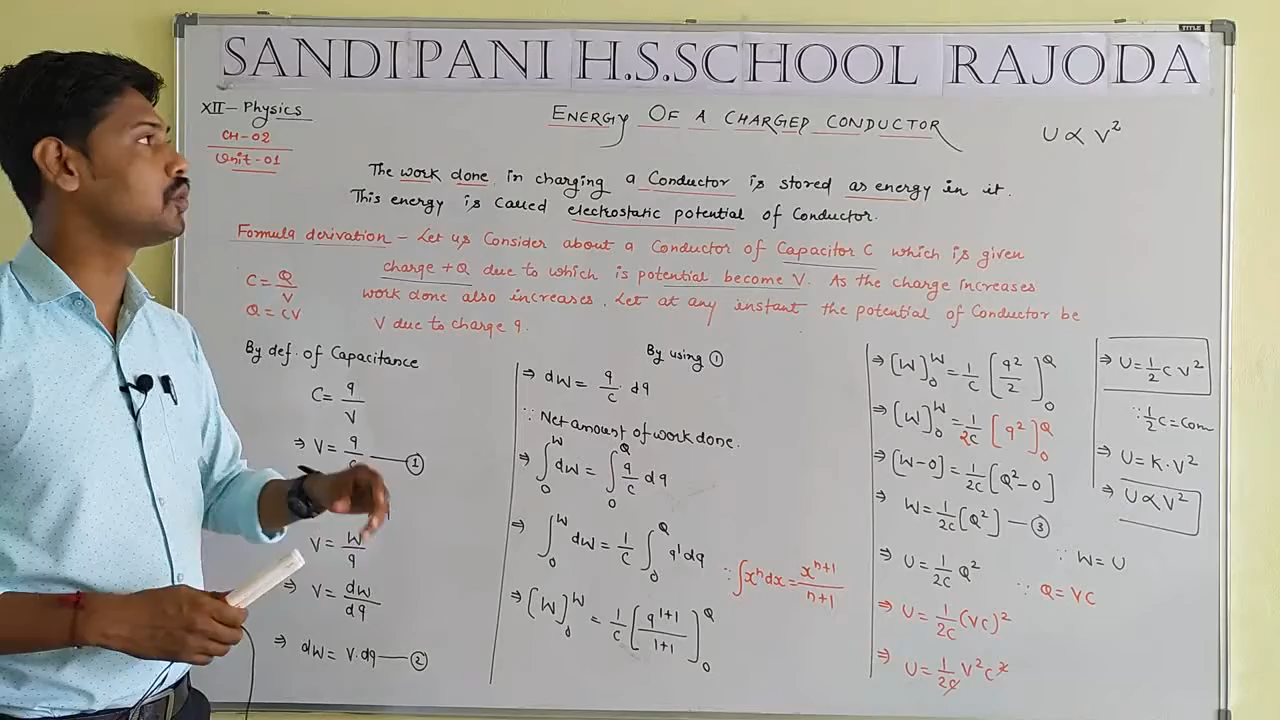 TITLE
SANDIPANI H.S.SCHOOL RAJODA
XII – Physics
CH-02
Unit-01
ENERGY OF A CHARGED CONDUCTOR
U ∝ V²
The work done in charging a Conductor is stored as energy in it.
This energy is called electrostatic potential of Conductor.
Formula derivation – Let us Consider about a Conductor of Capacitor C which is given
charge +Q due to which is potential become V. As the charge increases
work done also increases. Let at any instant the potential of Conductor be
V due to charge q.
C = Q/V
Q = CV
By def. of Capacitance
C = q/V
⇒ V = q/C —— ①
V = W/q
⇒ V = dW/dq
⇒ dW = V·dq —— ②
By using ①
⇒ dW = q/C · dq
∵ Net amount of work done.
⇒ ∫₀^W dW = ∫₀^Q q/C dq
⇒ ∫₀^W dW = 1/C ∫₀^Q q¹dq
∵ ∫xⁿdx = xⁿ⁺¹/n+1
⇒ [W]₀^W = 1/C [q¹⁺¹/1+1]₀^Q
⇒ [W]₀^W = 1/C [q²/2]₀^Q
⇒ [W]₀^W = 1/2C [q²]₀^Q
⇒ [W-0] = 1/2C [Q²-0]
⇒ W = 1/2C [Q²] — ③
∵ W = U
⇒ U = 1/2C Q²
∵ Q = VC
⇒ U = 1/2C (VC)²
⇒ U = 1/2C V²C²
⇒ U = 1/2 C V²
∵ 1/2 C = Con
⇒ U = K·V²
⇒ U ∝ V²